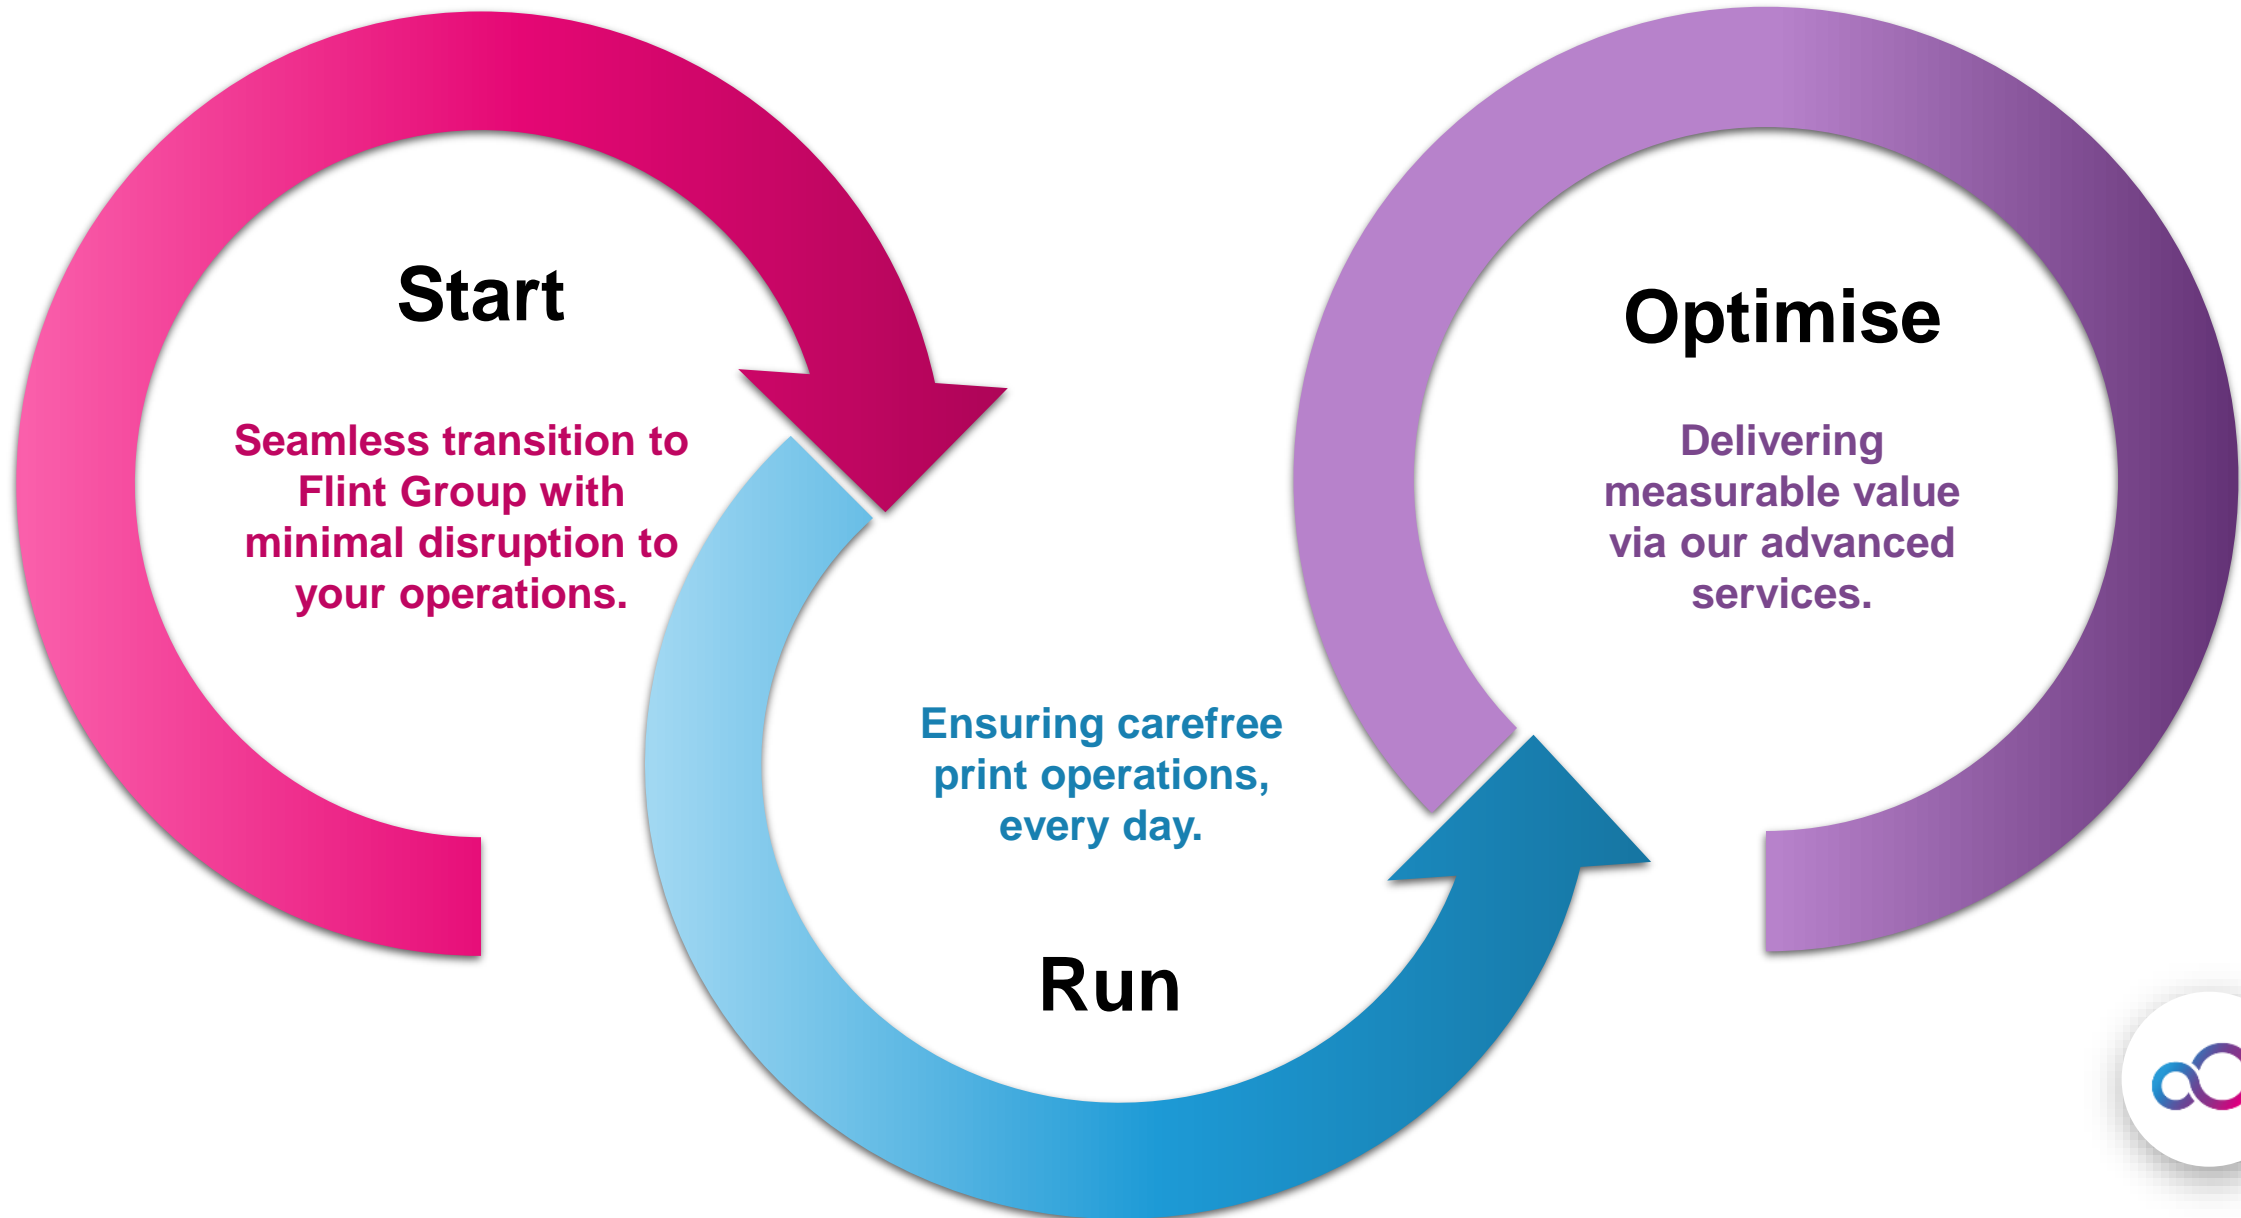 Start
Seamless transition to
Flint Group with
minimal disruption to
your operations.
Ensuring carefree
print operations,
every day.
Run
Optimise
Delivering
measurable value
via our advanced
services.